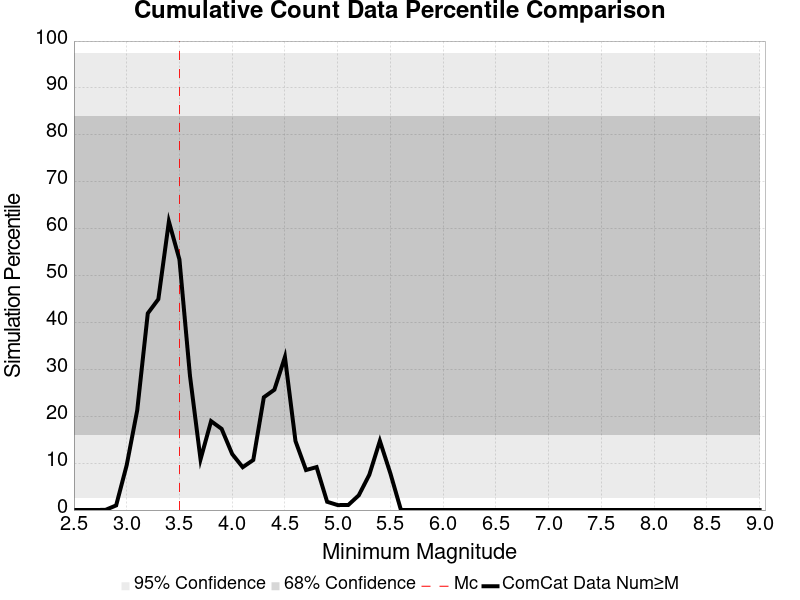 Cumulative Count Data Percentile Comparison
100
90
80
70
60
50
40
30
20
10
0
Simulation Percentile
2.5 3.0 3.5 4.0 4.5 5.0 5.5 6.0 6.5 7.0 7.5 8.0 8.5 9.0
Minimum Magnitude
95% Confidence 68% Confidence Mc ComCat Data Num≥M